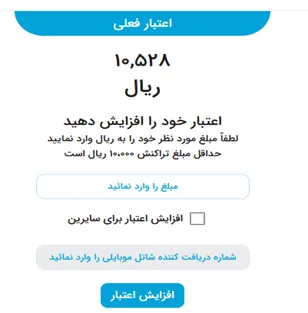 اعتبار فعلی
۱۰,۵۲۸
ریال
اعتبار خود را افزایش دهید
لطفاً مبلغ مورد نظر خود را به ریال وارد نمایید
حداقل مبلغ تراکنش ۱۰,۰۰۰ ریال است
مبلغ را وارد نمائید
افزایش اعتبار برای سایرین
شماره دریافت کننده شاتل موبایلی را وارد نمائید
افزایش اعتبار